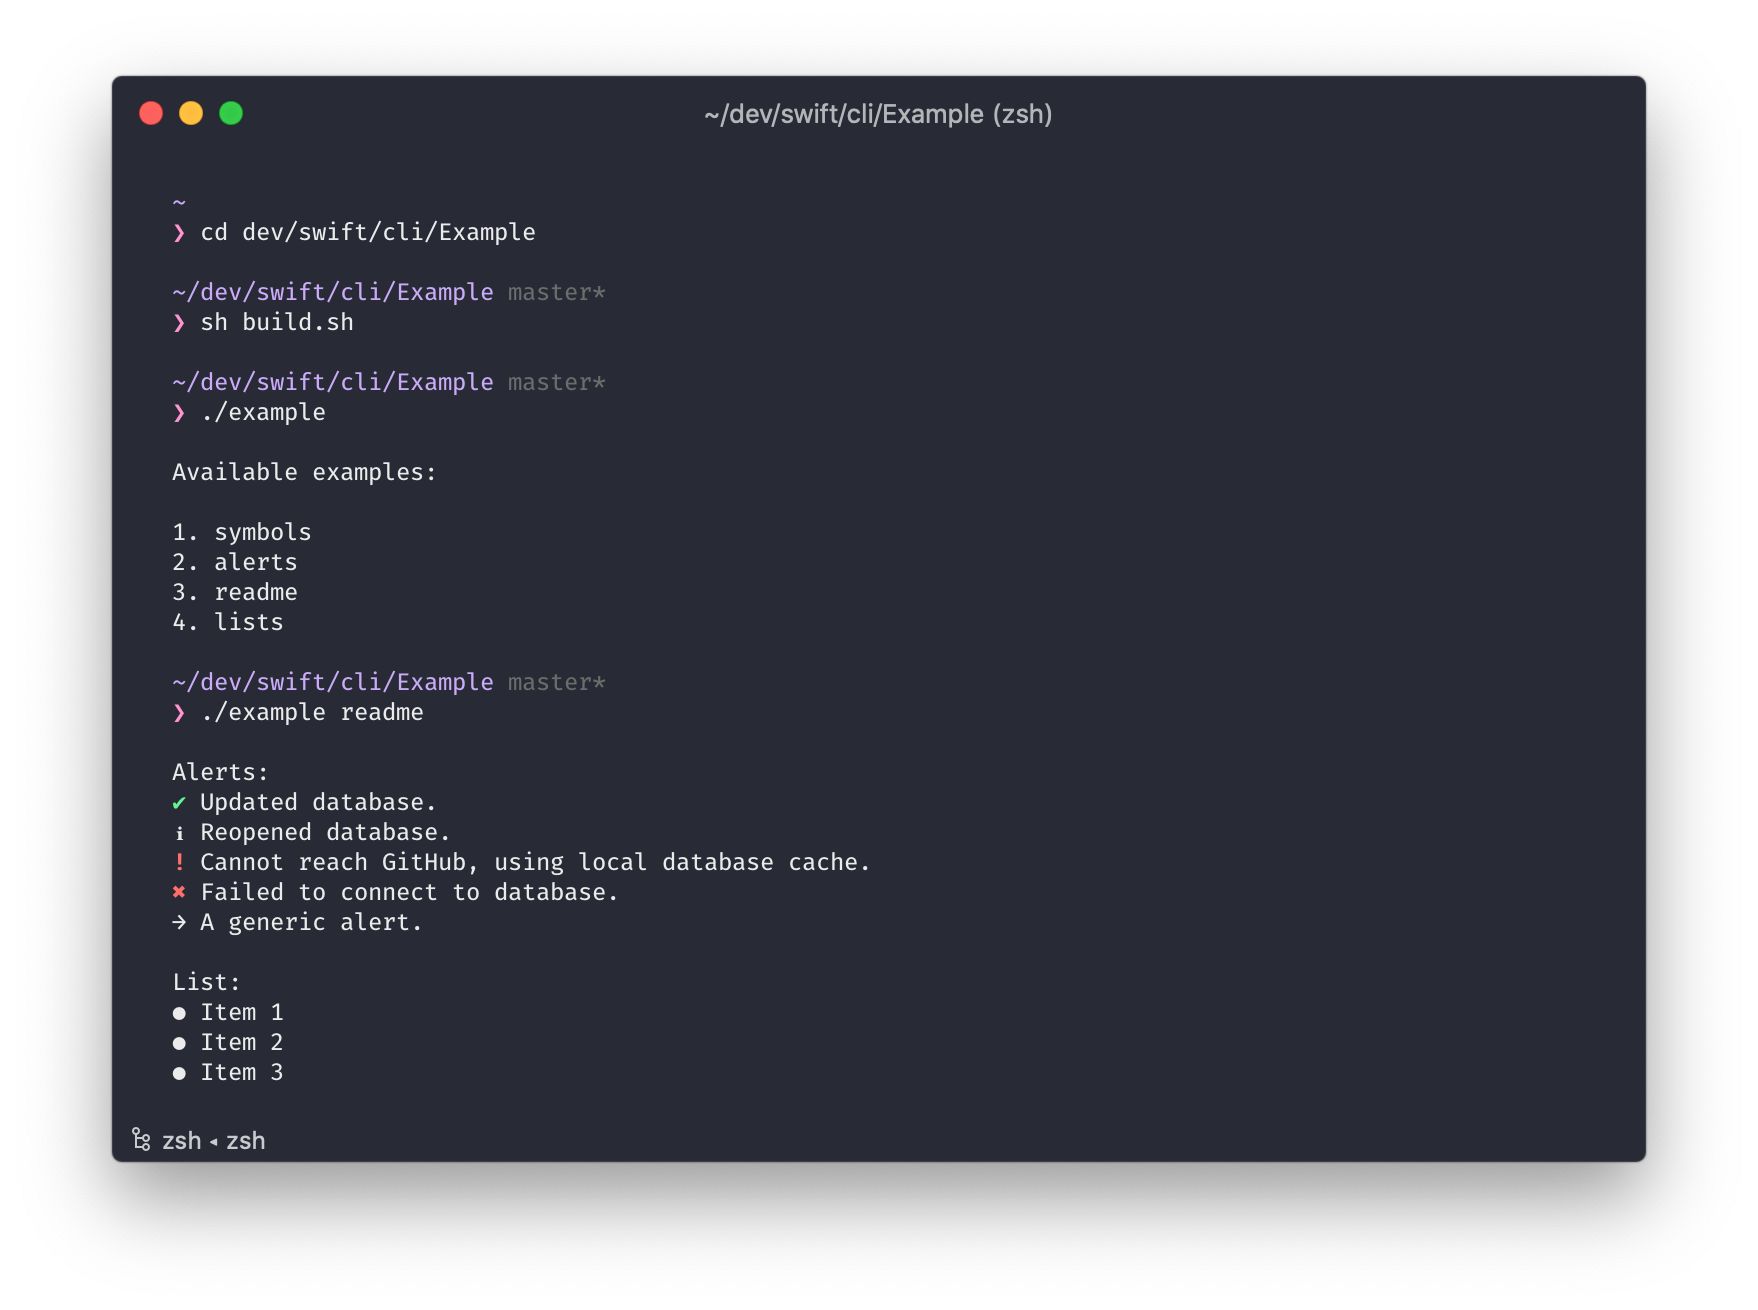 ~/dev/swift/cli/Example (zsh)
~
❯ cd dev/swift/cli/Example
~/dev/swift/cli/Example master*
❯ sh build.sh
~/dev/swift/cli/Example master*
❯ ./example
Available examples:
1. symbols
2. alerts
3. readme
4. lists
~/dev/swift/cli/Example master*
❯ ./example readme
Alerts:
✔ Updated database.
ℹ Reopened database.
! Cannot reach GitHub, using local database cache.
✖ Failed to connect to database.
→ A generic alert.
List:
● Item 1
● Item 2
● Item 3
zsh ◂ zsh